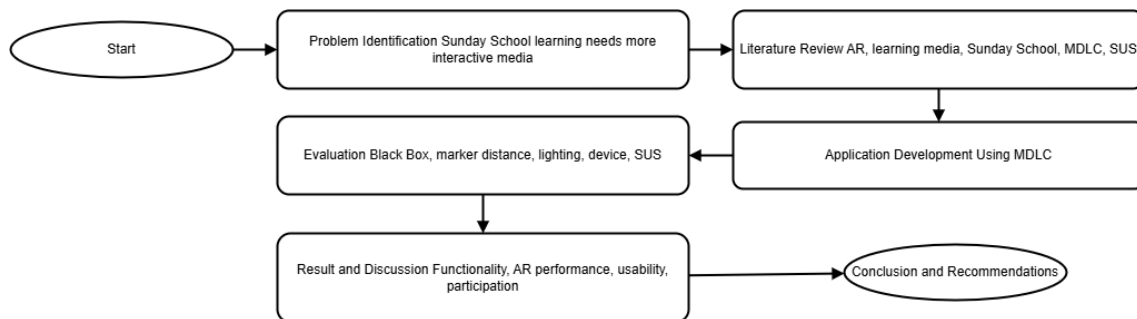 Start
Problem Identification Sunday School learning needs more
interactive media
Literature Review AR, learning media, Sunday School, MDLC, SUS
Application Development Using MDLC
Evaluation Black Box, marker distance, lighting, device, SUS
Result and Discussion Functionality, AR performance, usability,
participation
Conclusion and Recommendations